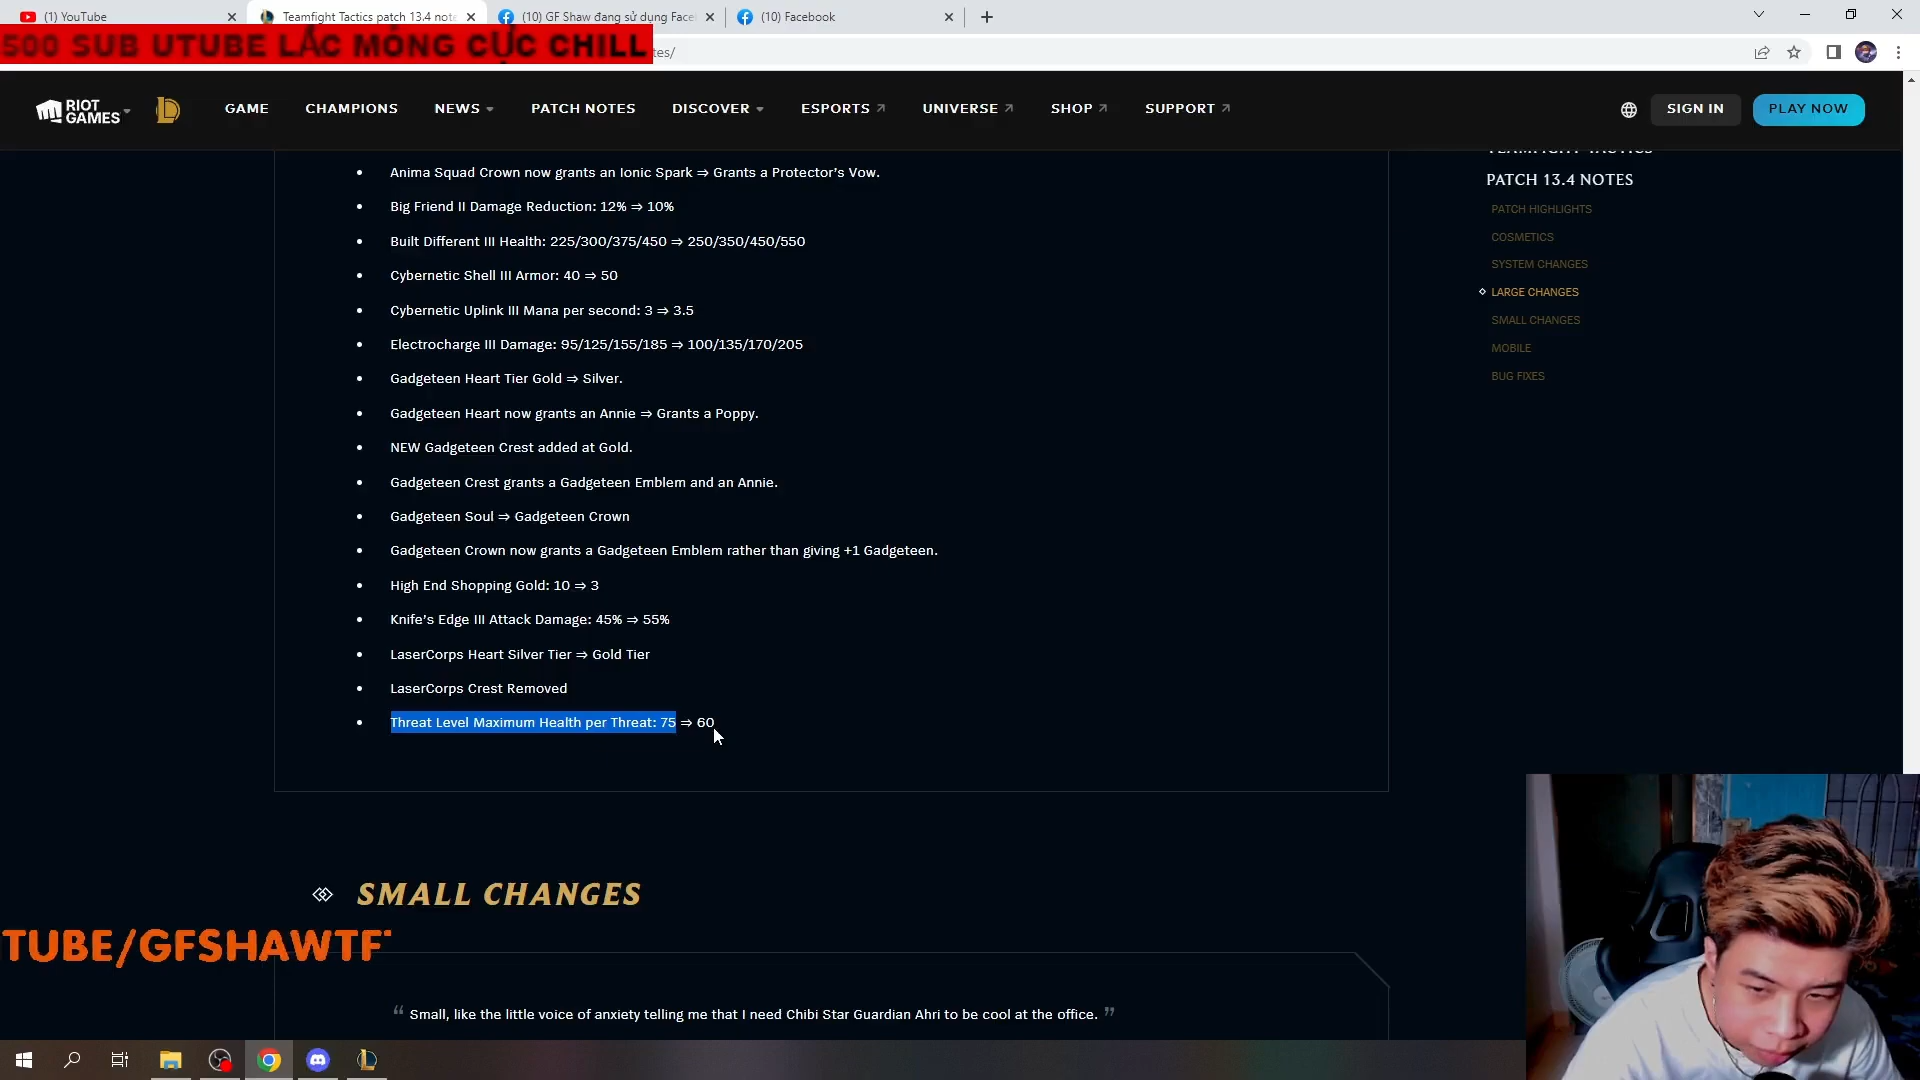 (1) YouTube
Teamfight Tactics patch 13.4 note
(10) GF Shaw đang sử dụng Face
(10) Facebook
500 SUB UTUBE LẮC MÔNG CỰC CHILL
tes/
RIOT GAMES
GAME
CHAMPIONS
NEWS
PATCH NOTES
DISCOVER
ESPORTS
UNIVERSE
SHOP
SUPPORT
SIGN IN
PLAY NOW
TEAMFIGHT TACTICS
PATCH 13.4 NOTES
PATCH HIGHLIGHTS
COSMETICS
SYSTEM CHANGES
LARGE CHANGES
SMALL CHANGES
MOBILE
BUG FIXES
• Anima Squad Crown now grants an Ionic Spark ⇒ Grants a Protector’s Vow.
• Big Friend II Damage Reduction: 12% ⇒ 10%
• Built Different III Health: 225/300/375/450 ⇒ 250/350/450/550
• Cybernetic Shell III Armor: 40 ⇒ 50
• Cybernetic Uplink III Mana per second: 3 ⇒ 3.5
• Electrocharge III Damage: 95/125/155/185 ⇒ 100/135/170/205
• Gadgeteen Heart Tier Gold ⇒ Silver.
• Gadgeteen Heart now grants an Annie ⇒ Grants a Poppy.
• NEW Gadgeteen Crest added at Gold.
• Gadgeteen Crest grants a Gadgeteen Emblem and an Annie.
• Gadgeteen Soul ⇒ Gadgeteen Crown
• Gadgeteen Crown now grants a Gadgeteen Emblem rather than giving +1 Gadgeteen.
• High End Shopping Gold: 10 ⇒ 3
• Knife’s Edge III Attack Damage: 45% ⇒ 55%
• LaserCorps Heart Silver Tier ⇒ Gold Tier
• LaserCorps Crest Removed
• Threat Level Maximum Health per Threat: 75 ⇒ 60
SMALL CHANGES
TUBE/GFSHAWTF
“ Small, like the little voice of anxiety telling me that I need Chibi Star Guardian Ahri to be cool at the office. ”